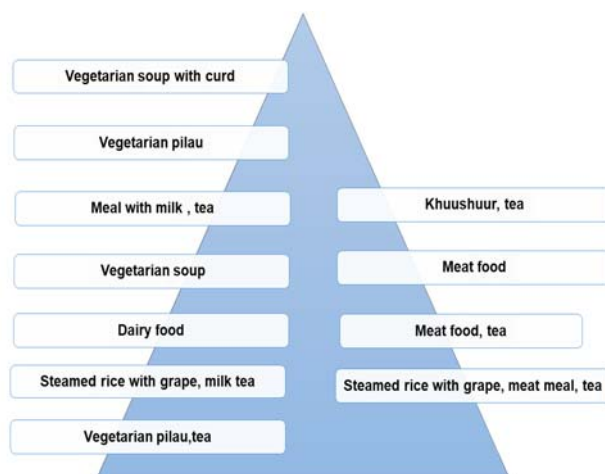 Vegetarian soup with curd
Vegetarian pilau
Meal with milk , tea
Khuushuur, tea
Vegetarian soup
Meat food
Dairy food
Meat food, tea
Steamed rice with grape, milk tea
Steamed rice with grape, meat meal, tea
Vegetarian pilau,tea